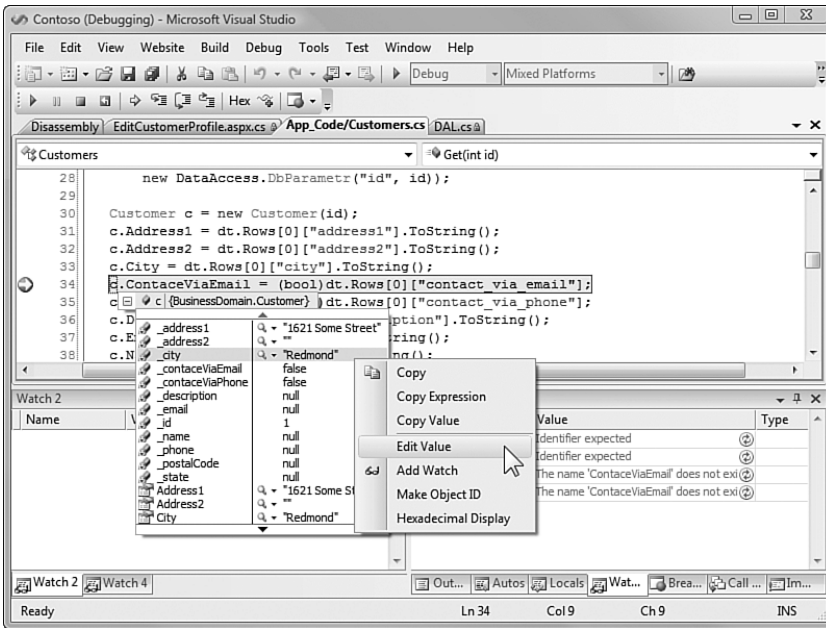 Contoso (Debugging) - Microsoft Visual Studio
File Edit View Website Build Debug Tools Test Window Help
Debug Mixed Platforms
Hex
Disassembly EditCustomerProfile.aspx.cs App_Code/Customers.cs DAL.cs
Customers Get(int id)
28 new DataAccess.DbParametr("id", id));
29
30 Customer c = new Customer(id);
31 c.Address1 = dt.Rows[0]["address1"].ToString();
32 c.Address2 = dt.Rows[0]["address2"].ToString();
33 c.City = dt.Rows[0]["city"].ToString();
34 c.ContaceViaEmail = (bool)dt.Rows[0]["contact_via_email"];
35 c )dt.Rows[0]["contact_via_phone"];
c {BusinessDomain.Customer}
36 c.D ption"].ToString();
37 c.E ring();
38 c.N ng();
_address1 "1621 Some Street"
_address2 ""
_city "Redmond"
_contaceViaEmail false
_contaceViaPhone false
_description null
_email null
_id 1
_name null
_phone null
_postalCode null
_state null
Address1 "1621 Some St
Address2 ""
City "Redmond"
Copy
Copy Expression
Copy Value
Edit Value
Add Watch
Make Object ID
Hexadecimal Display
Watch 2
Name V
Value Type
Identifier expected
Identifier expected
The name 'ContaceViaEmail' does not exi
The name 'ContaceViaEmail' does not exi
Watch 2 Watch 4
Out... Autos Locals Wat... Brea... Call ... Im...
Ready Ln 34 Col 9 Ch 9 INS